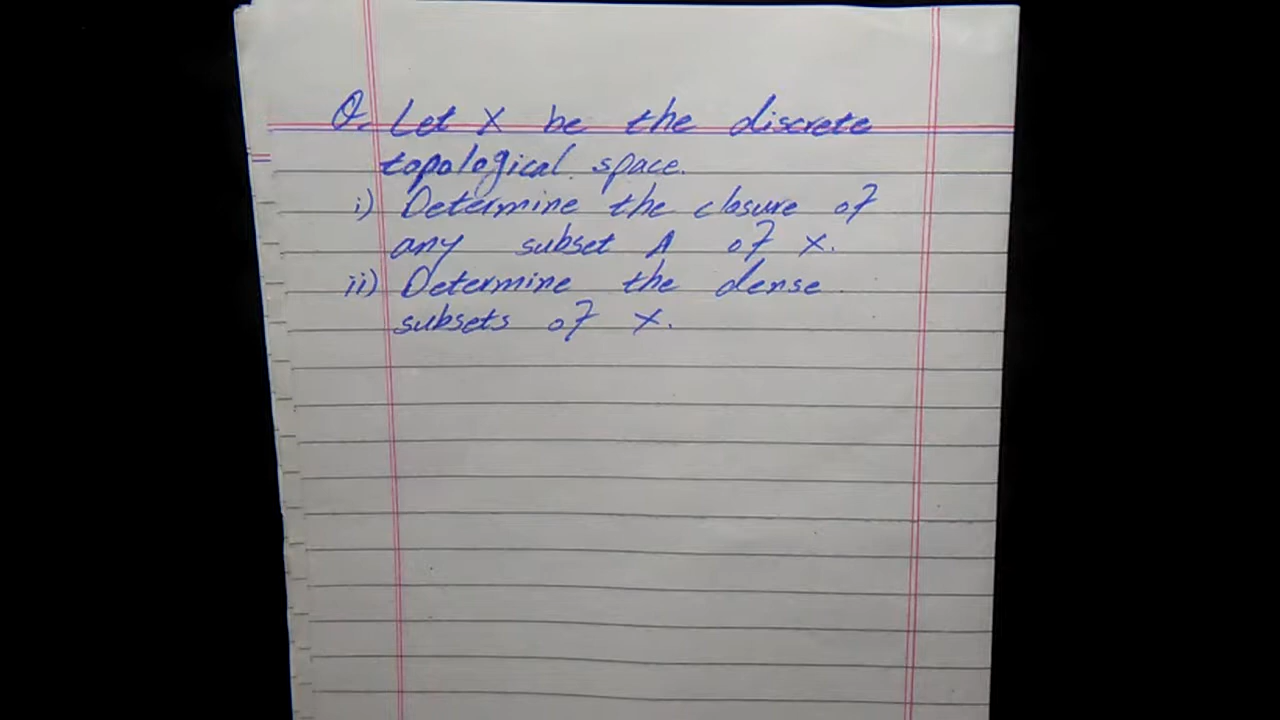 Q. Let X be the discrete
topological space.
i) Determine the closure of
any subset A of X.
ii) Determine the dense
subsets of X.